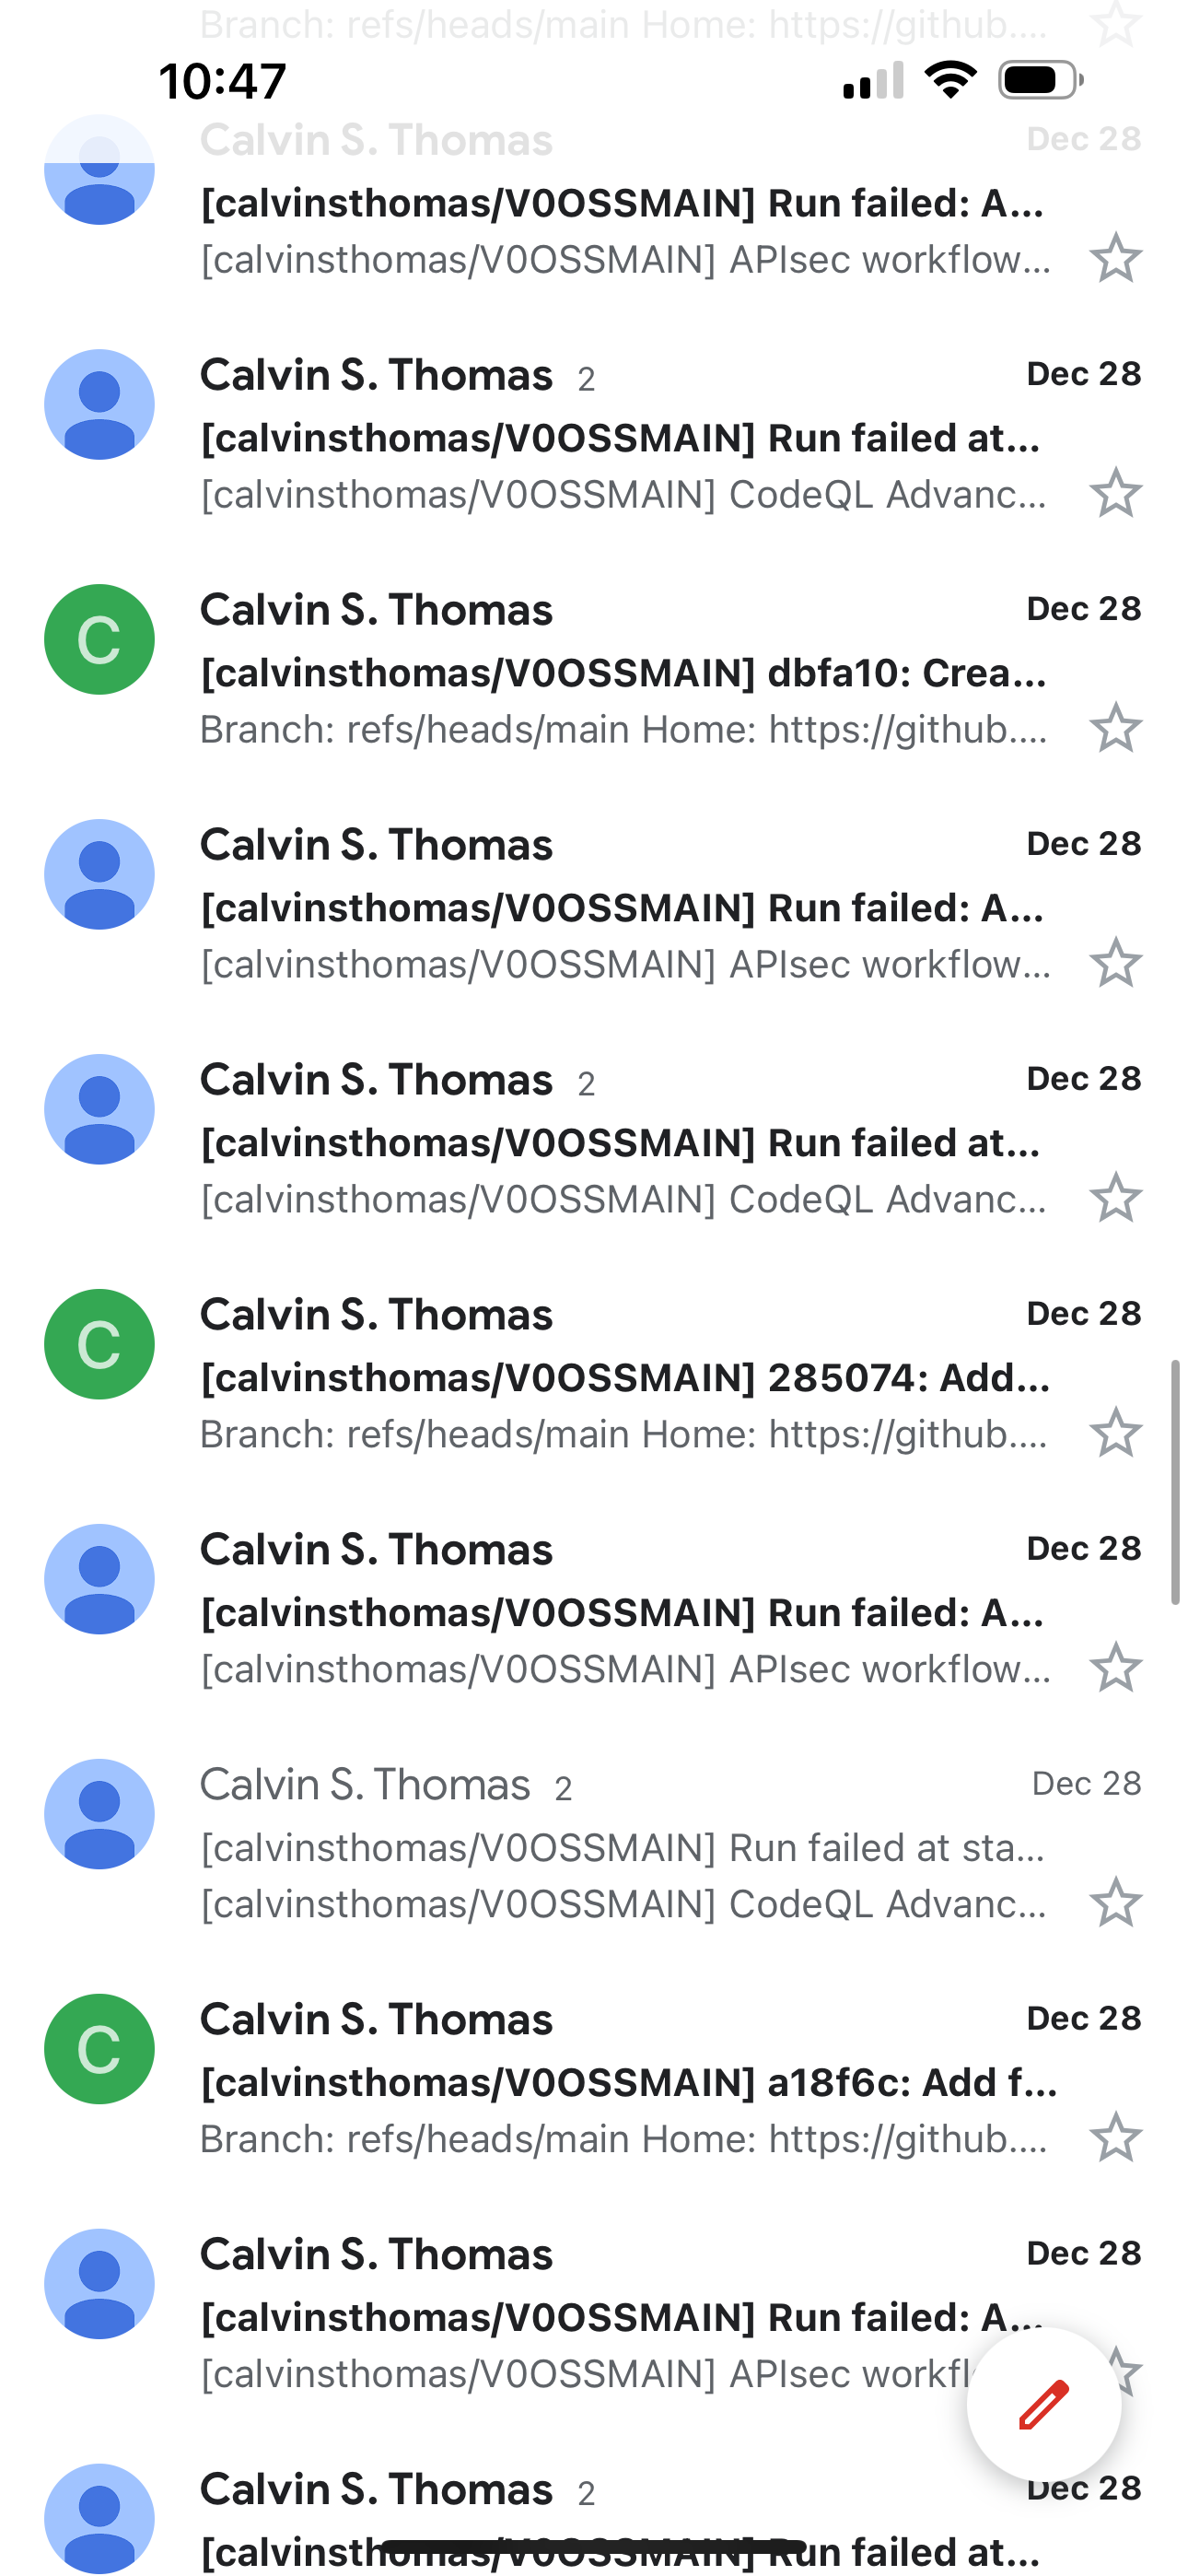 Branch: refs/heads/main Home: https://github....
10:47
Calvin S. Thomas Dec 28
[calvinsthomas/V0OSSMAIN] Run failed: A...
[calvinsthomas/V0OSSMAIN] APIsec workflow...
Calvin S. Thomas 2 Dec 28
[calvinsthomas/V0OSSMAIN] Run failed at...
[calvinsthomas/V0OSSMAIN] CodeQL Advanc...
C
Calvin S. Thomas Dec 28
[calvinsthomas/V0OSSMAIN] dbfa10: Crea...
Branch: refs/heads/main Home: https://github....
Calvin S. Thomas Dec 28
[calvinsthomas/V0OSSMAIN] Run failed: A...
[calvinsthomas/V0OSSMAIN] APIsec workflow...
Calvin S. Thomas 2 Dec 28
[calvinsthomas/V0OSSMAIN] Run failed at...
[calvinsthomas/V0OSSMAIN] CodeQL Advanc...
C
Calvin S. Thomas Dec 28
[calvinsthomas/V0OSSMAIN] 285074: Add...
Branch: refs/heads/main Home: https://github....
Calvin S. Thomas Dec 28
[calvinsthomas/V0OSSMAIN] Run failed: A...
[calvinsthomas/V0OSSMAIN] APIsec workflow...
Calvin S. Thomas 2 Dec 28
[calvinsthomas/V0OSSMAIN] Run failed at sta...
[calvinsthomas/V0OSSMAIN] CodeQL Advanc...
C
Calvin S. Thomas Dec 28
[calvinsthomas/V0OSSMAIN] a18f6c: Add f...
Branch: refs/heads/main Home: https://github....
Calvin S. Thomas Dec 28
[calvinsthomas/V0OSSMAIN] Run failed: A...
[calvinsthomas/V0OSSMAIN] APIsec workfl
Calvin S. Thomas 2 Dec 28
[calvinsthomas/V0OSSMAIN] Run failed at...